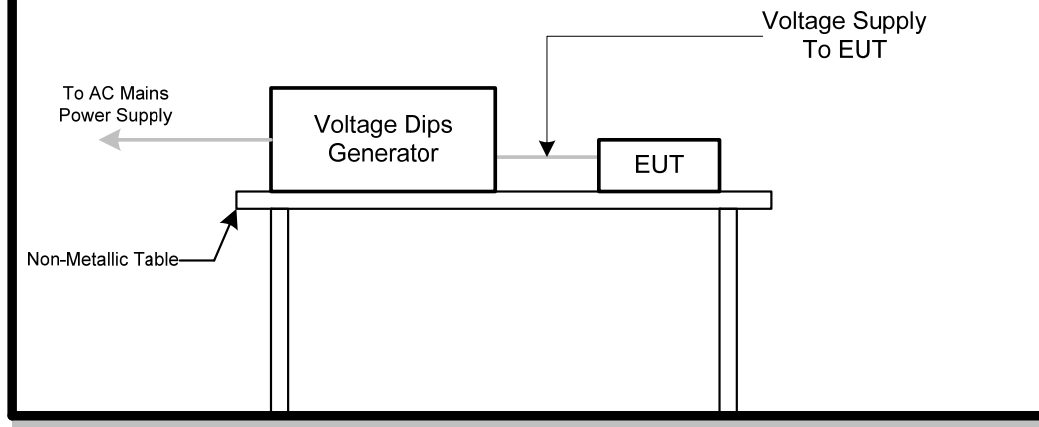 Voltage Supply
To EUT
To AC Mains
Power Supply
Voltage Dips
Generator
EUT
Non-Metallic Table